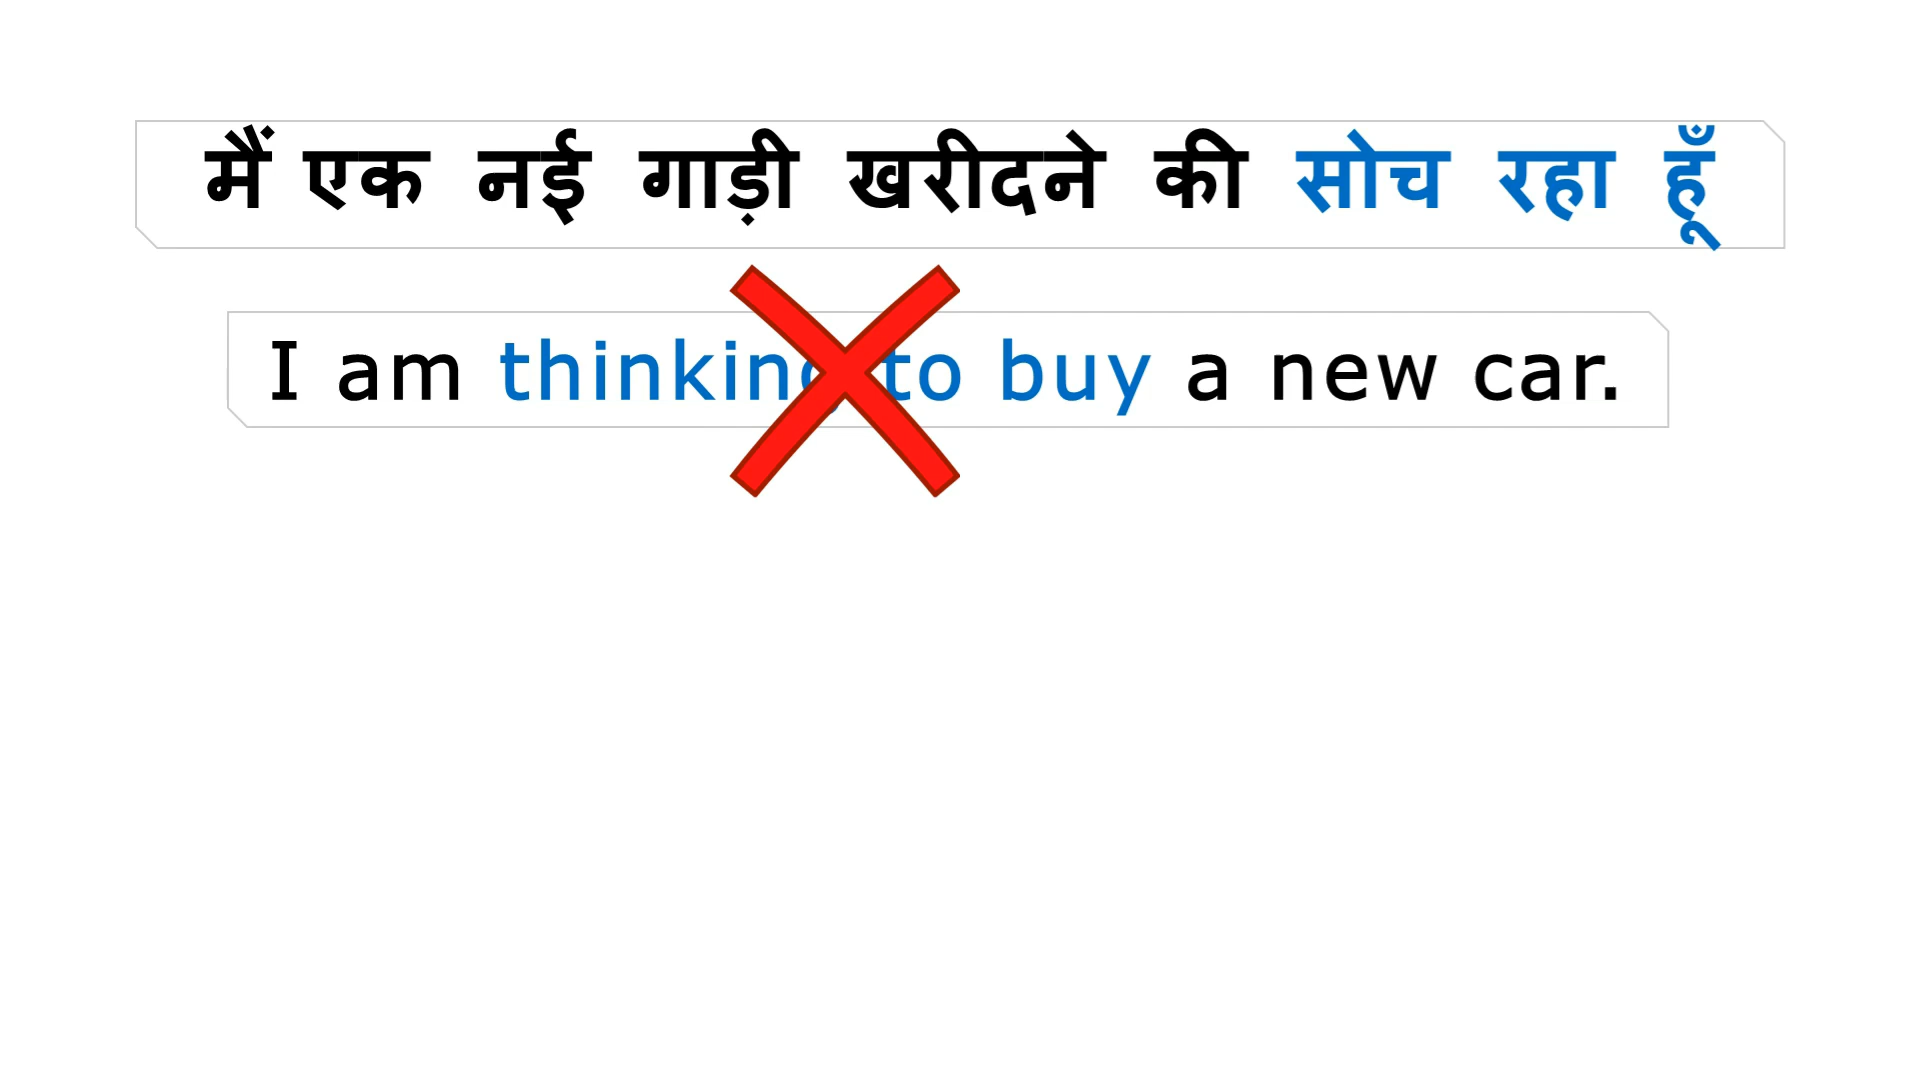 मैं एक नई गाड़ी खरीदने की सोच रहा हूँ
I am thinking to buy a new car.